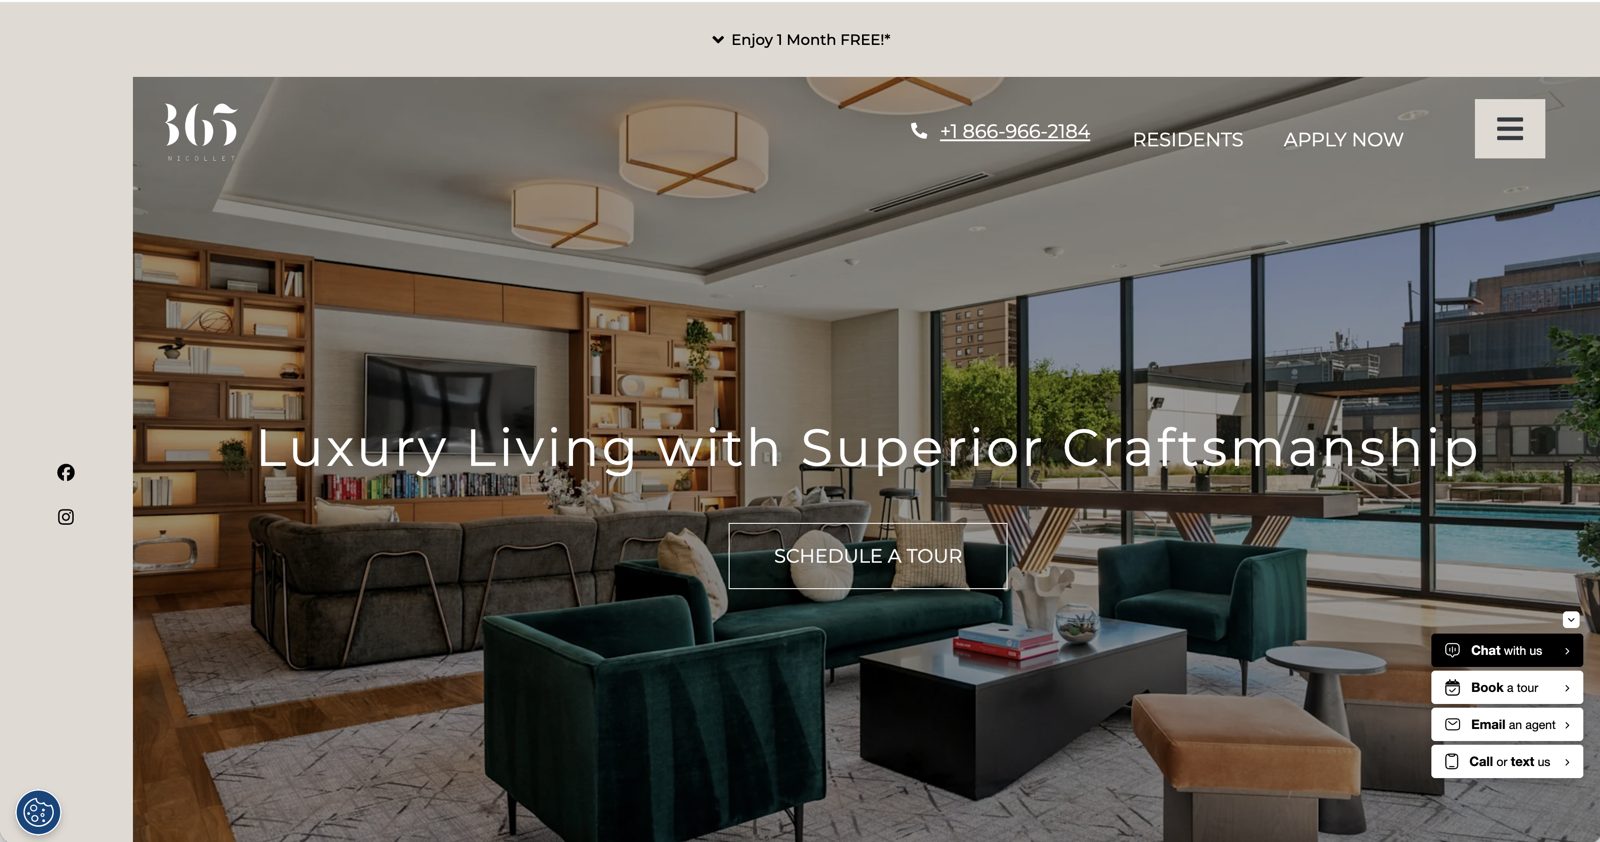 Enjoy 1 Month FREE!*
365
NICOLLET
+1 866-966-2184
RESIDENTS
APPLY NOW
Luxury Living with Superior Craftsmanship
SCHEDULE A TOUR
Chat with us
Book a tour
Email an agent
Call or text us